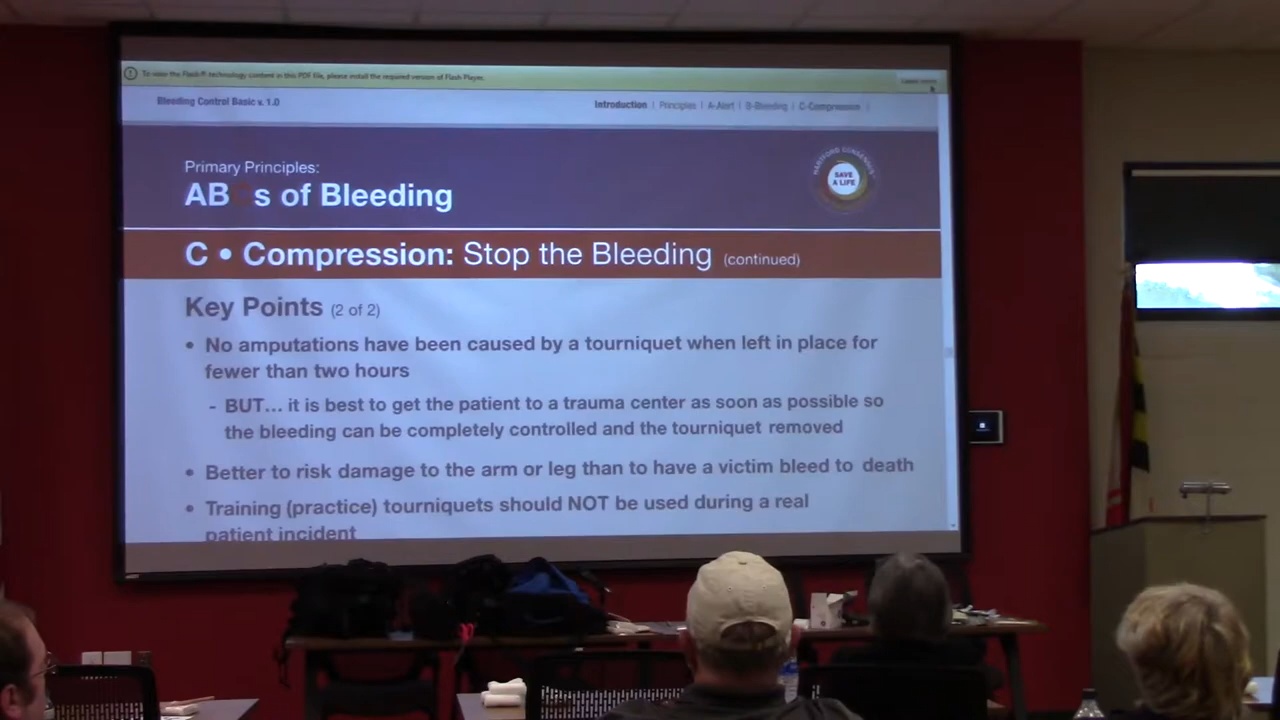 To view the Flash® technology content in this PDF file, please install the required version of Flash Player.
Learn more
Bleeding Control Basic v. 1.0
Introduction | Principles | A-Alert | B-Bleeding | C-Compression |
Primary Principles:
ABCs of Bleeding
HARTFORD CONSENSUS
SAVE
A LIFE
C • Compression: Stop the Bleeding (continued)
Key Points (2 of 2)
• No amputations have been caused by a tourniquet when left in place for
fewer than two hours
- BUT… it is best to get the patient to a trauma center as soon as possible so
the bleeding can be completely controlled and the tourniquet removed
• Better to risk damage to the arm or leg than to have a victim bleed to death
• Training (practice) tourniquets should NOT be used during a real
patient incident